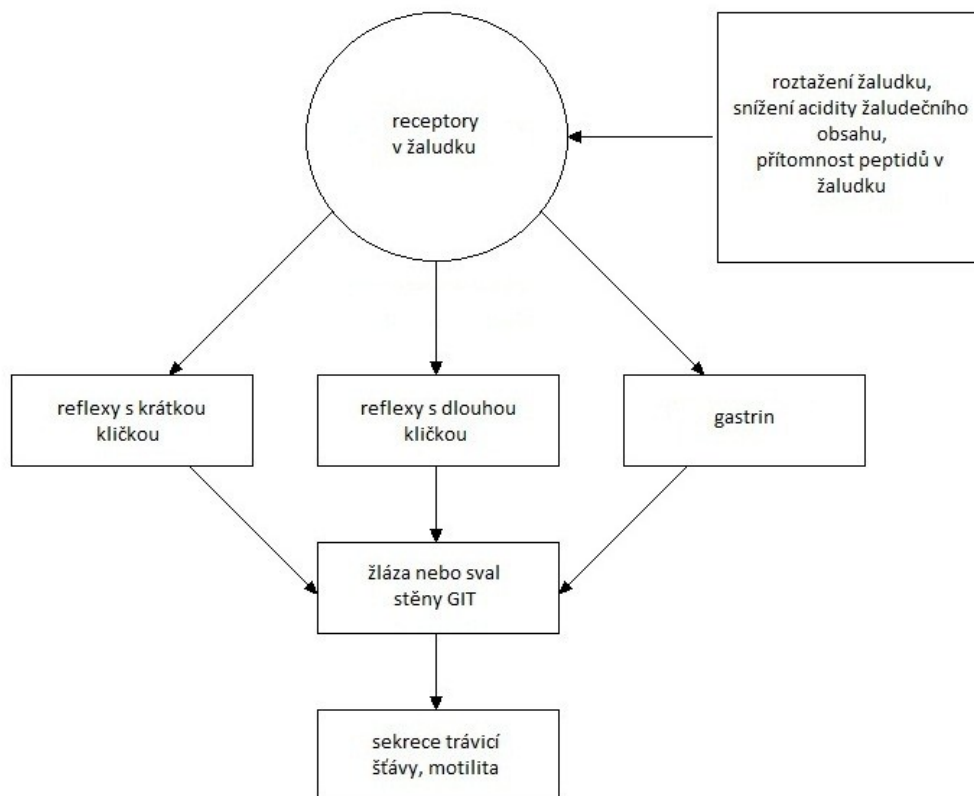 receptory
v žaludku
roztažení žaludku,
snížení acidity žaludečního
obsahu,
přítomnost peptidů v
žaludku
reflexy s krátkou
kličkou
reflexy s dlouhou
kličkou
gastrin
žláza nebo sval
stěny GIT
sekrece trávicí
šťávy, motilita